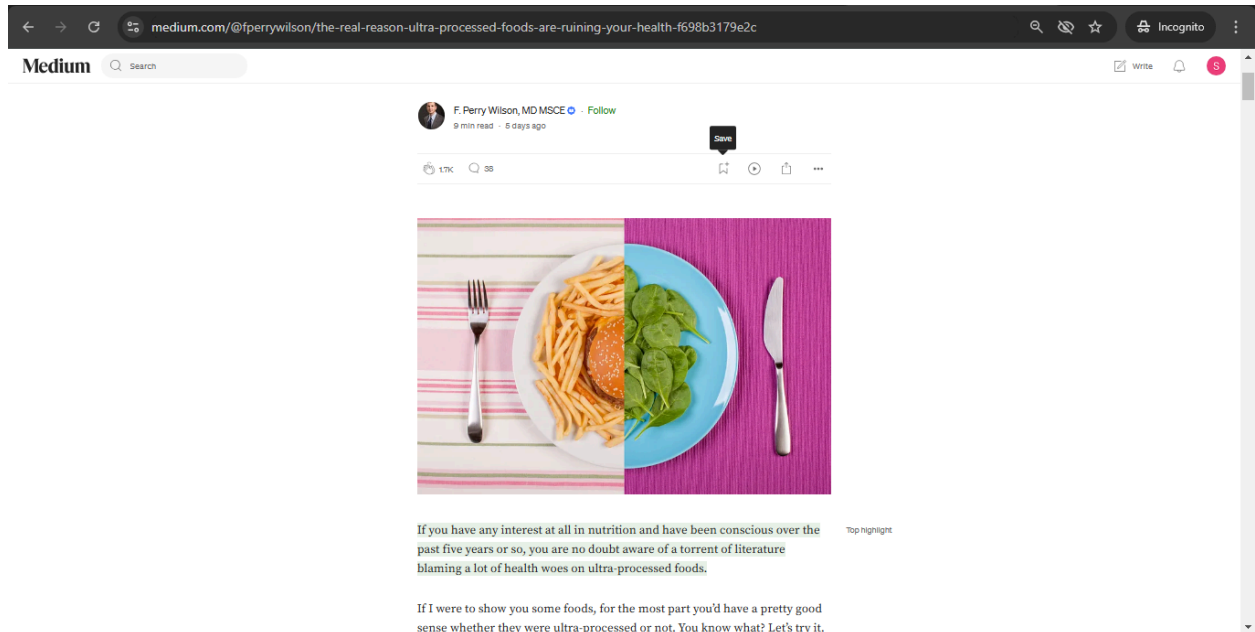 medium.com/@fperrywilson/the-real-reason-ultra-processed-foods-are-ruining-your-health-f698b3179e2c
Incognito
Medium
Search
Write
S
F. Perry Wilson, MD MSCE · Follow
9 min read · 5 days ago
Save
1.7K
38
If you have any interest at all in nutrition and have been conscious over the
Top highlight
past five years or so, you are no doubt aware of a torrent of literature
blaming a lot of health woes on ultra-processed foods.
If I were to show you some foods, for the most part you’d have a pretty good
sense whether they were ultra-processed or not. You know what? Let’s try it.